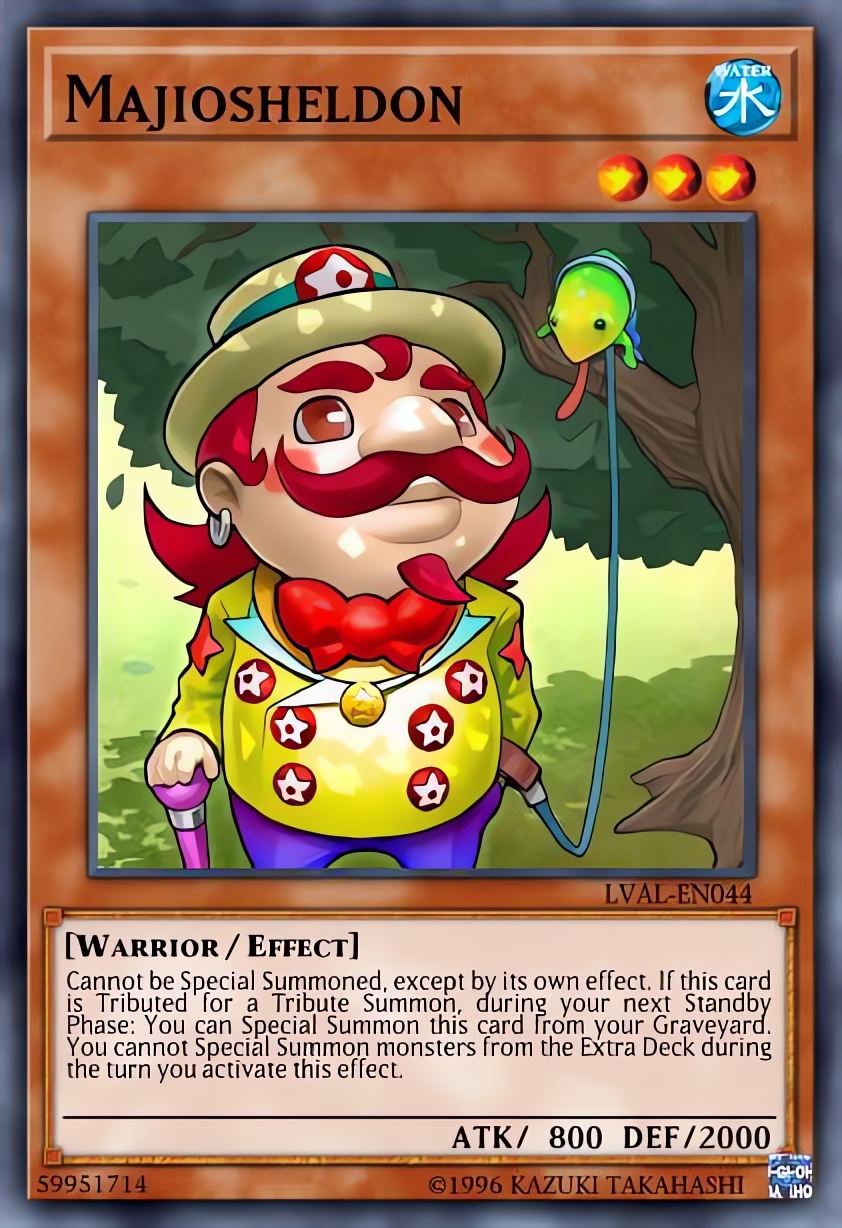 Majiosheldon
WATER
水
LVAL-EN044
[Warrior / Effect]
Cannot be Special Summoned, except by its own effect. If this card
is Tributed for a Tribute Summon, during your next Standby
Phase: You can Special Summon this card from your Graveyard.
You cannot Special Summon monsters from the Extra Deck during
the turn you activate this effect.
ATK/ 800 DEF/2000
59951714
©1996 KAZUKI TAKAHASHI